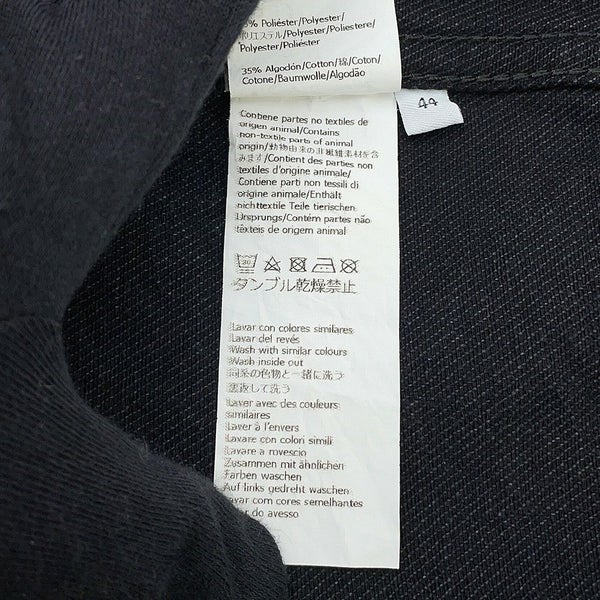 5% Poliéster/Polyester/
ポリエステル/Polyester/Poliestere/
Polyester/Poliéster
35% Algodón/Cotton/綿/Coton/
Cotone/Baumwolle/Algodão
44
Contiene partes no textiles de
origen animal/Contains
non-textile parts of animal
origin/動物由来の非繊維素材を含
みます/Contient des parties non
textiles d'origine animale/
Contiene parti non tessili di
origine animale/Enthält
nichttextile Teile tierischen
Ursprungs/Contém partes não
têxteis de origem animal
30
タンブル乾燥禁止
Lavar con colores similares
Lavar del revés
Wash with similar colours
Wash inside out
同系の色物と一緒に洗う
裏返して洗う
Laver avec des couleurs
similaires
Laver à l'envers
Lavare con colori simili
Lavare a rovescio
Zusammen mit ähnlichen
Farben waschen
Auf links gedreht waschen
Lavar com cores semelhantes
do avesso